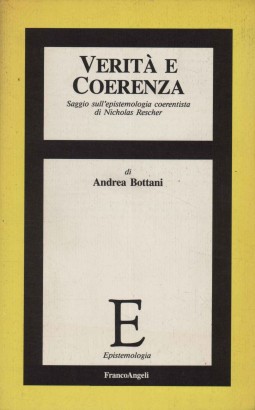 VERITÀ E
COERENZA
Saggio sull'epistemologia coerentista
di Nicholas Rescher
di
Andrea Bottani
E
Epistemologia
FrancoAngeli